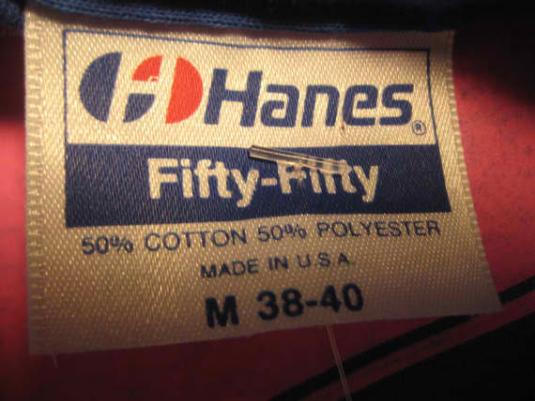 Hanes®
Fifty-Fifty
50% COTTON 50% POLYESTER
MADE IN U.S.A.
M 38-40